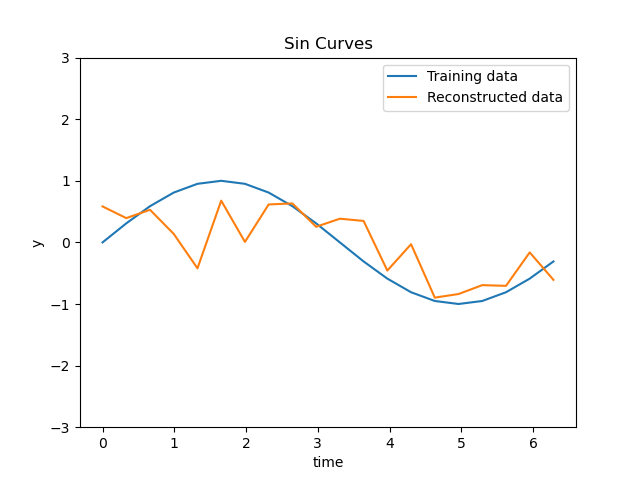 Sin Curves
Training data
Reconstructed data
3
2
1
0
−1
−2
−3
y
0 1 2 3 4 5 6
time